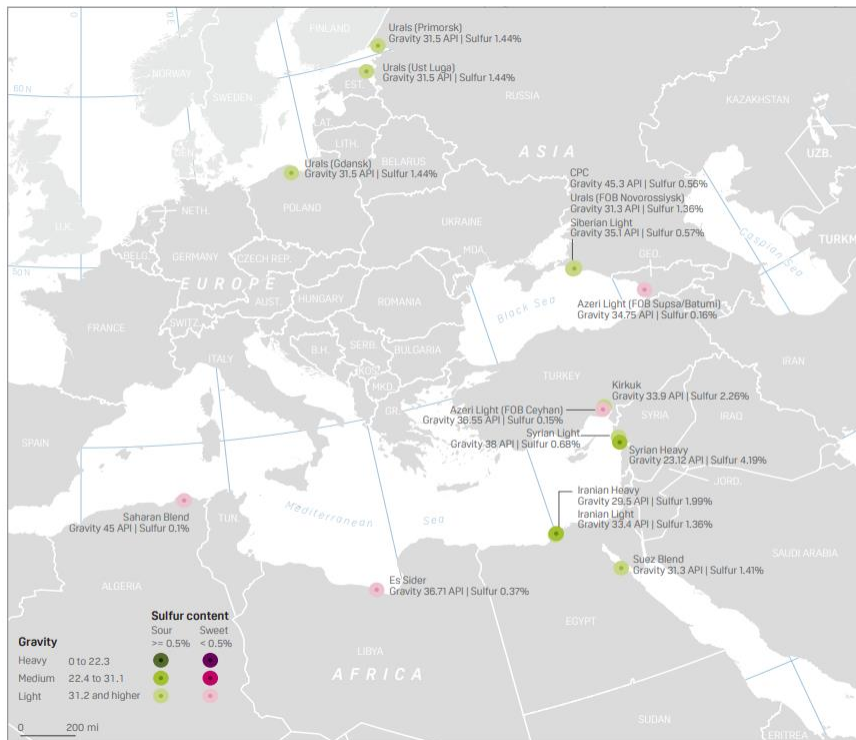 0
FINLAND
Urals (Primorsk)
Gravity 31.5 API | Sulfur 1.44%
Urals (Ust Luga)
Gravity 31.5 API | Sulfur 1.44%
NORWAY
SWEDEN
60 N
EST.
RUSSIA
KAZAKHSTAN
LAT.
LITH.
UZB.
DEN.
ASIA
Urals (Gdansk)
Gravity 31.5 API | Sulfur 1.44%
BELARUS
CPC
Gravity 45.3 API | Sulfur 0.56%
Urals (FOB Novorossiysk)
Gravity 31.3 API | Sulfur 1.36%
Siberian Light
Gravity 35.1 API | Sulfur 0.57%
U.K.
NETH.
POLAND
UKRAINE
TURKM
Caspian Sea
BELG.
GERMANY
CZECH REP.
MDA.
GEO.
50 N
EUROPE
AUST.
HUNGARY
ROMANIA
Black Sea
Azeri Light (FOB Supsa/Batumi)
Gravity 34.75 API | Sulfur 0.16%
FRANCE
SWITZ.
B.H.
SERB.
BULGARIA
ITALY
KOS.
MKD.
IRAN
TURKEY
Kirkuk
Gravity 33.9 API | Sulfur 2.26%
GR.
Azeri Light (FOB Ceyhan)
Gravity 36.55 API | Sulfur 0.15%
SYRIA
IRAQ
SPAIN
Syrian Light
Gravity 38 API | Sulfur 0.68%
Syrian Heavy
Gravity 23.12 API | Sulfur 4.19%
JORD.
Iranian Heavy
Gravity 29.5 API | Sulfur 1.99%
Iranian Light
Gravity 33.4 API | Sulfur 1.36%
Mediterranean Sea
Saharan Blend
Gravity 45 API | Sulfur 0.1%
TUN.
SAUDI ARABIA
Suez Blend
Gravity 31.3 API | Sulfur 1.41%
ALGERIA
Es Sider
Gravity 36.71 API | Sulfur 0.37%
EGYPT
LIBYA
AFRICA
SUDAN
ERITREA
Sulfur content
Gravity
Sour
>= 0.5%
Sweet
< 0.5%
Heavy 0 to 22.3
Medium 22.4 to 31.1
Light 31.2 and higher
0 200 mi